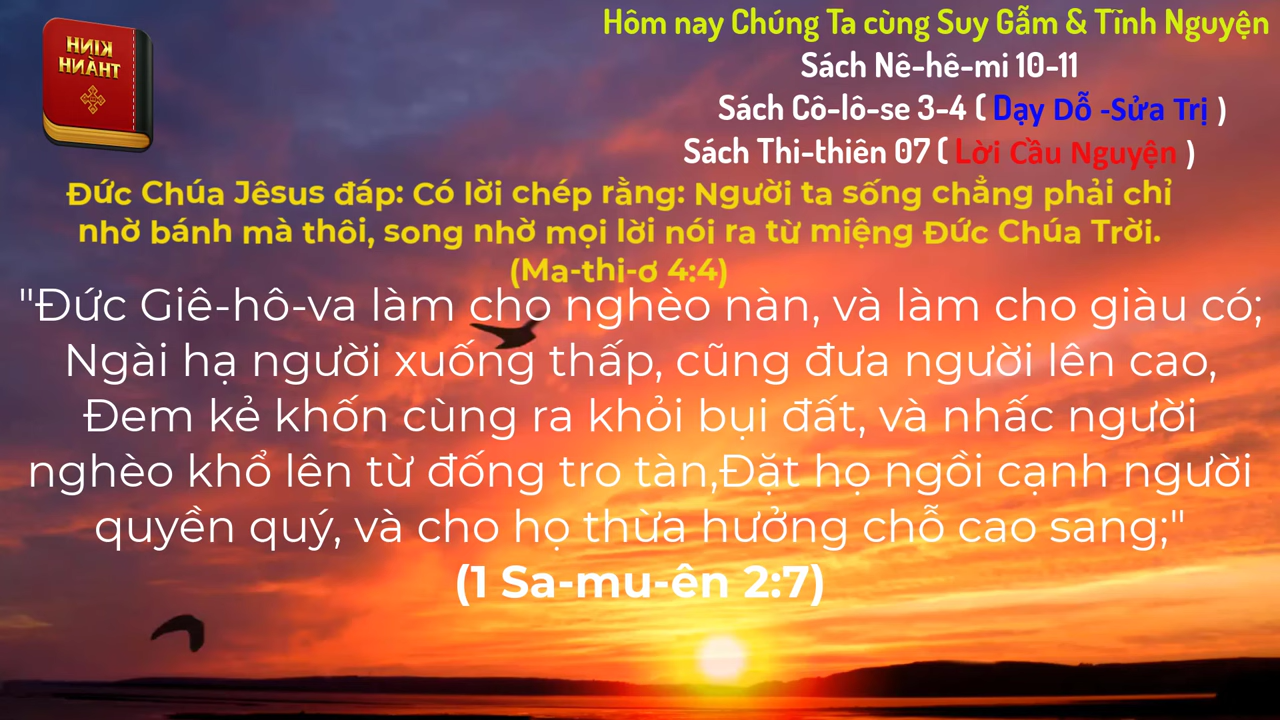 KINH
THÀNH
Hôm nay Chúng Ta cùng Suy Gẫm & Tĩnh Nguyện
Sách Nê-hê-mi 10-11
Sách Cô-lô-se 3-4 ( Dạy Dỗ -Sửa Trị )
Sách Thi-thiên 07 ( Lời Cầu Nguyện )
Đức Chúa Jêsus đáp: Có lời chép rằng: Người ta sống chẳng phải chỉ
nhờ bánh mà thôi, song nhờ mọi lời nói ra từ miệng Đức Chúa Trời.
(Ma-thi-ơ 4:4)
"Đức Giê-hô-va làm cho nghèo nàn, và làm cho giàu có;
Ngài hạ người xuống thấp, cũng đưa người lên cao,
Đem kẻ khốn cùng ra khỏi bụi đất, và nhấc người
nghèo khổ lên từ đống tro tàn,Đặt họ ngồi cạnh người
quyền quý, và cho họ thừa hưởng chỗ cao sang;"
(1 Sa-mu-ên 2:7)